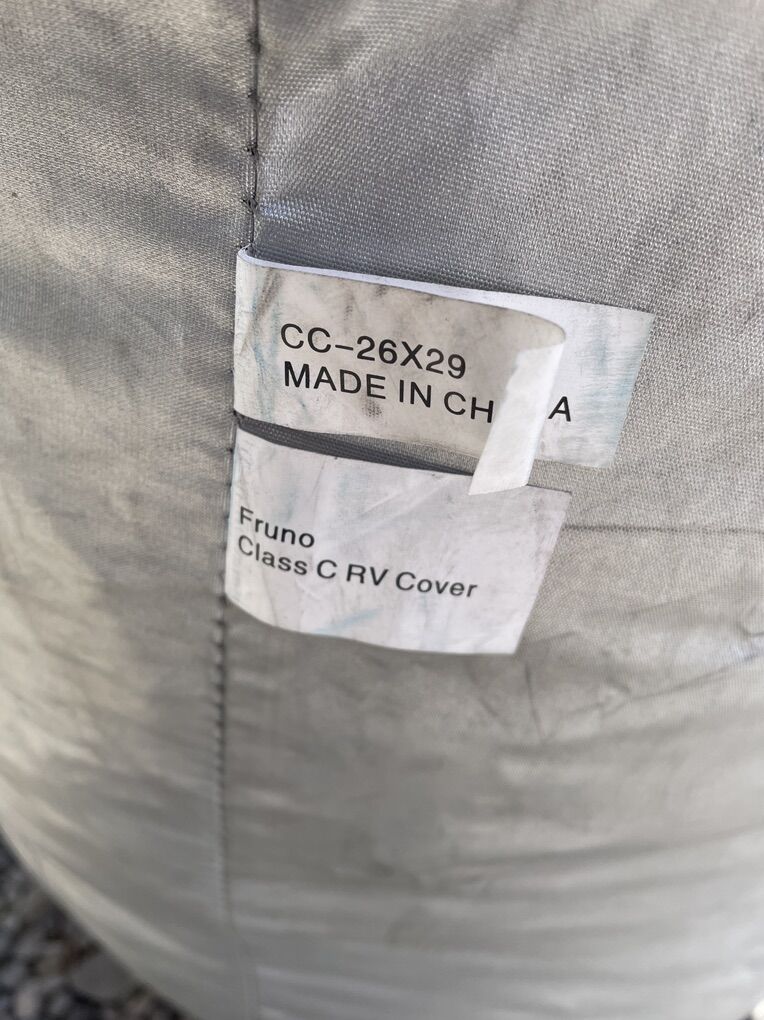 CC-26X29
MADE IN CH A
Fruno
Class C RV Cover